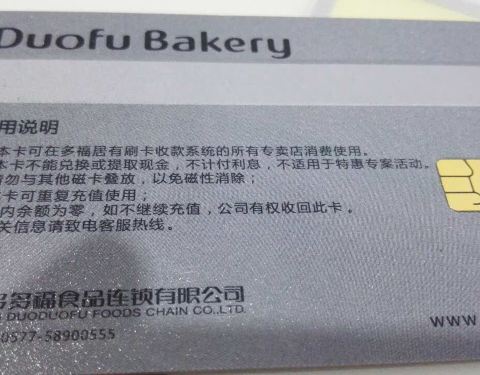 Duofu Bakery
用说明
本卡可在多福居有刷卡收款系统的所有专卖店消费使用。
本卡不能兑换或提取现金，不计付利息，不适用于特惠专案活动。
请勿与其他磁卡叠放，以免磁性消除；
卡可重复充值使用；
内余额为零，如不继续充值，公司有权收回此卡。
关信息请致电客服热线。
多多福食品连锁有限公司
DUODUOFU FOODS CHAIN CO.,LTD.
0577-58900555
www